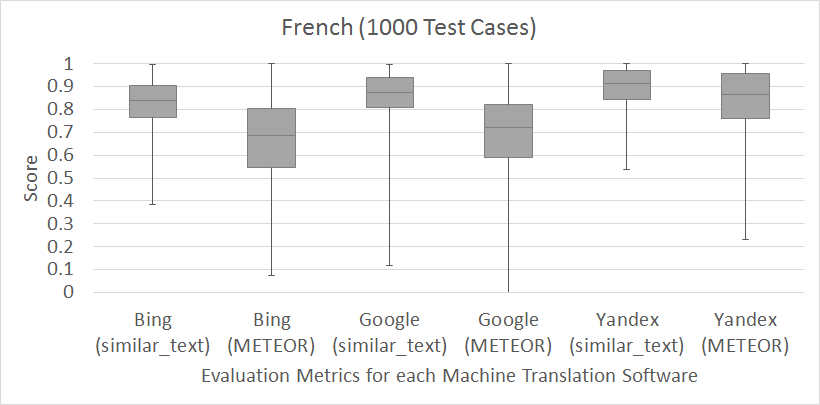 French (1000 Test Cases)
Score
1
0.9
0.8
0.7
0.6
0.5
0.4
0.3
0.2
0.1
0
Bing (similar_text)
Bing (METEOR)
Google (similar_text)
Google (METEOR)
Yandex (similar_text)
Yandex (METEOR)
Evaluation Metrics for each Machine Translation Software